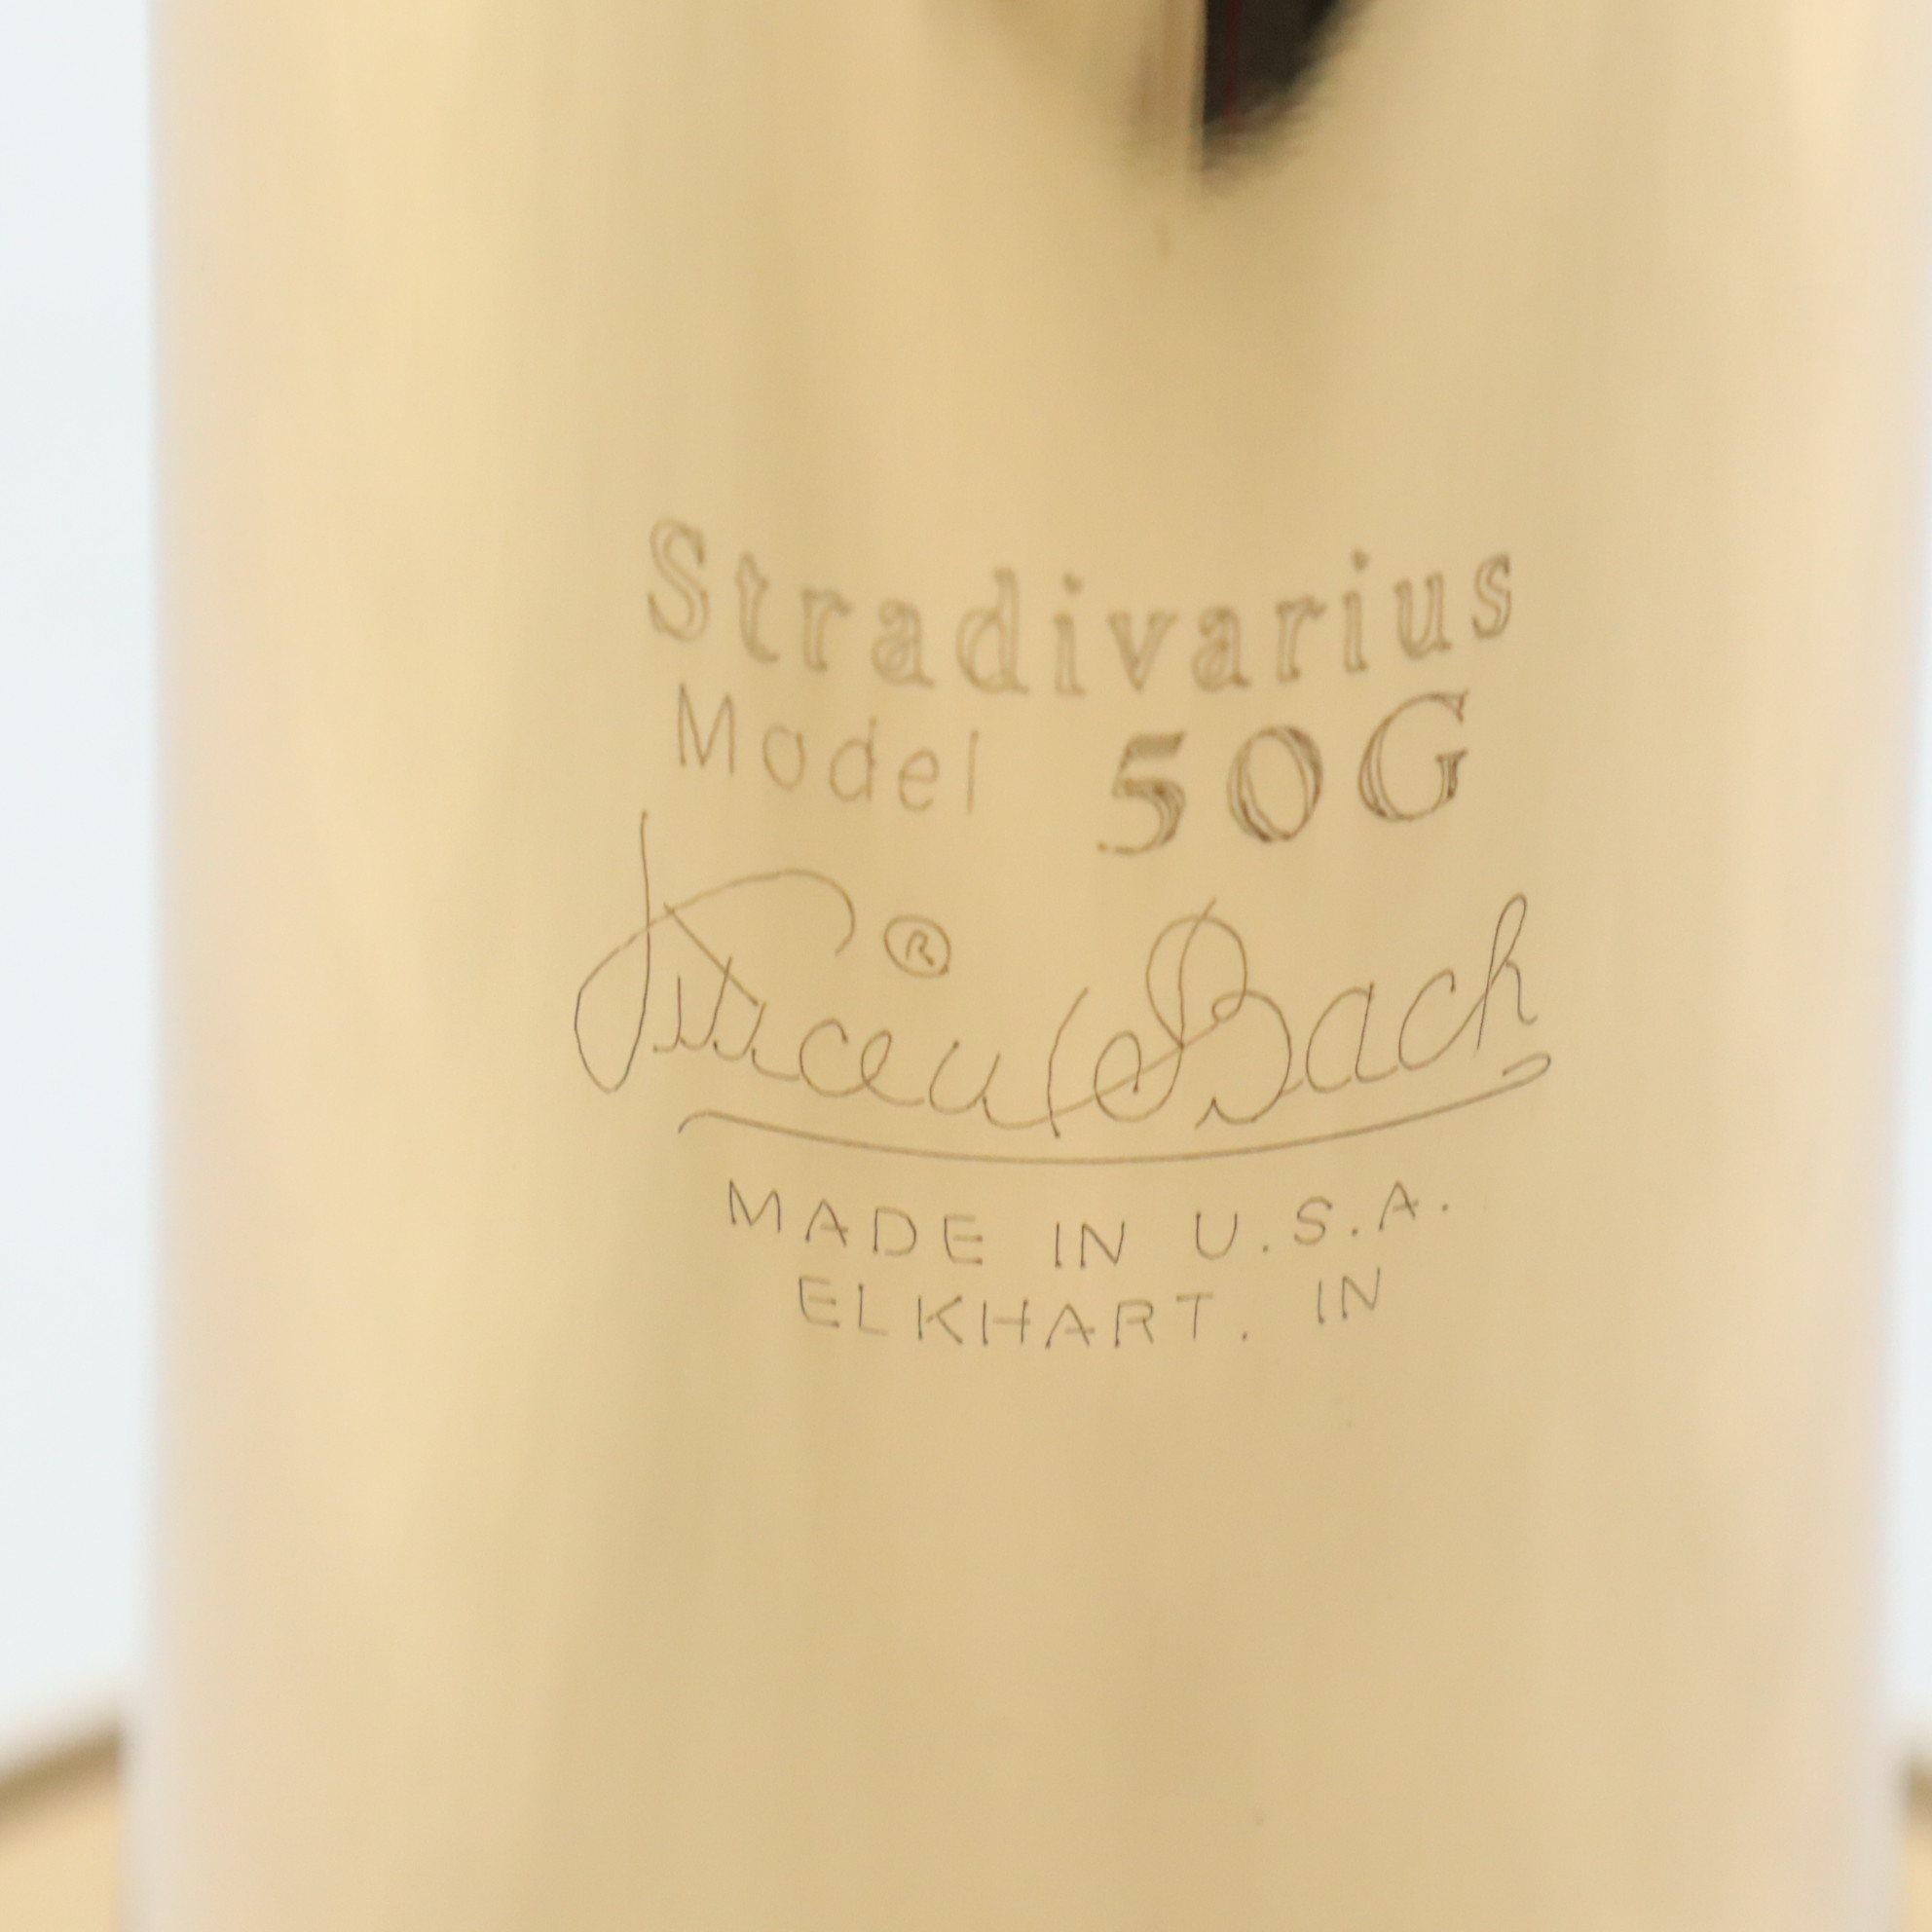 Stradivarius
Model 50G
Vincent Bach
®
MADE IN U.S.A.
ELKHART. IN